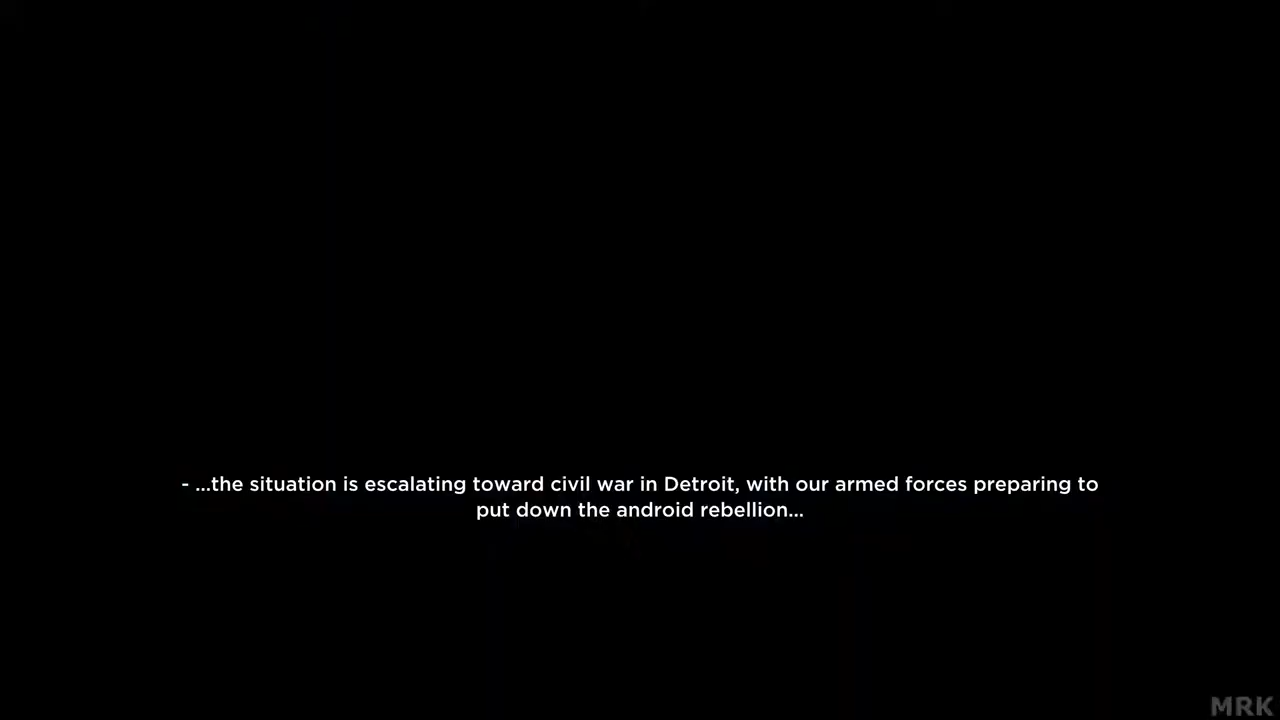 - ...the situation is escalating toward civil war in Detroit, with our armed forces preparing to
put down the android rebellion...
MRK